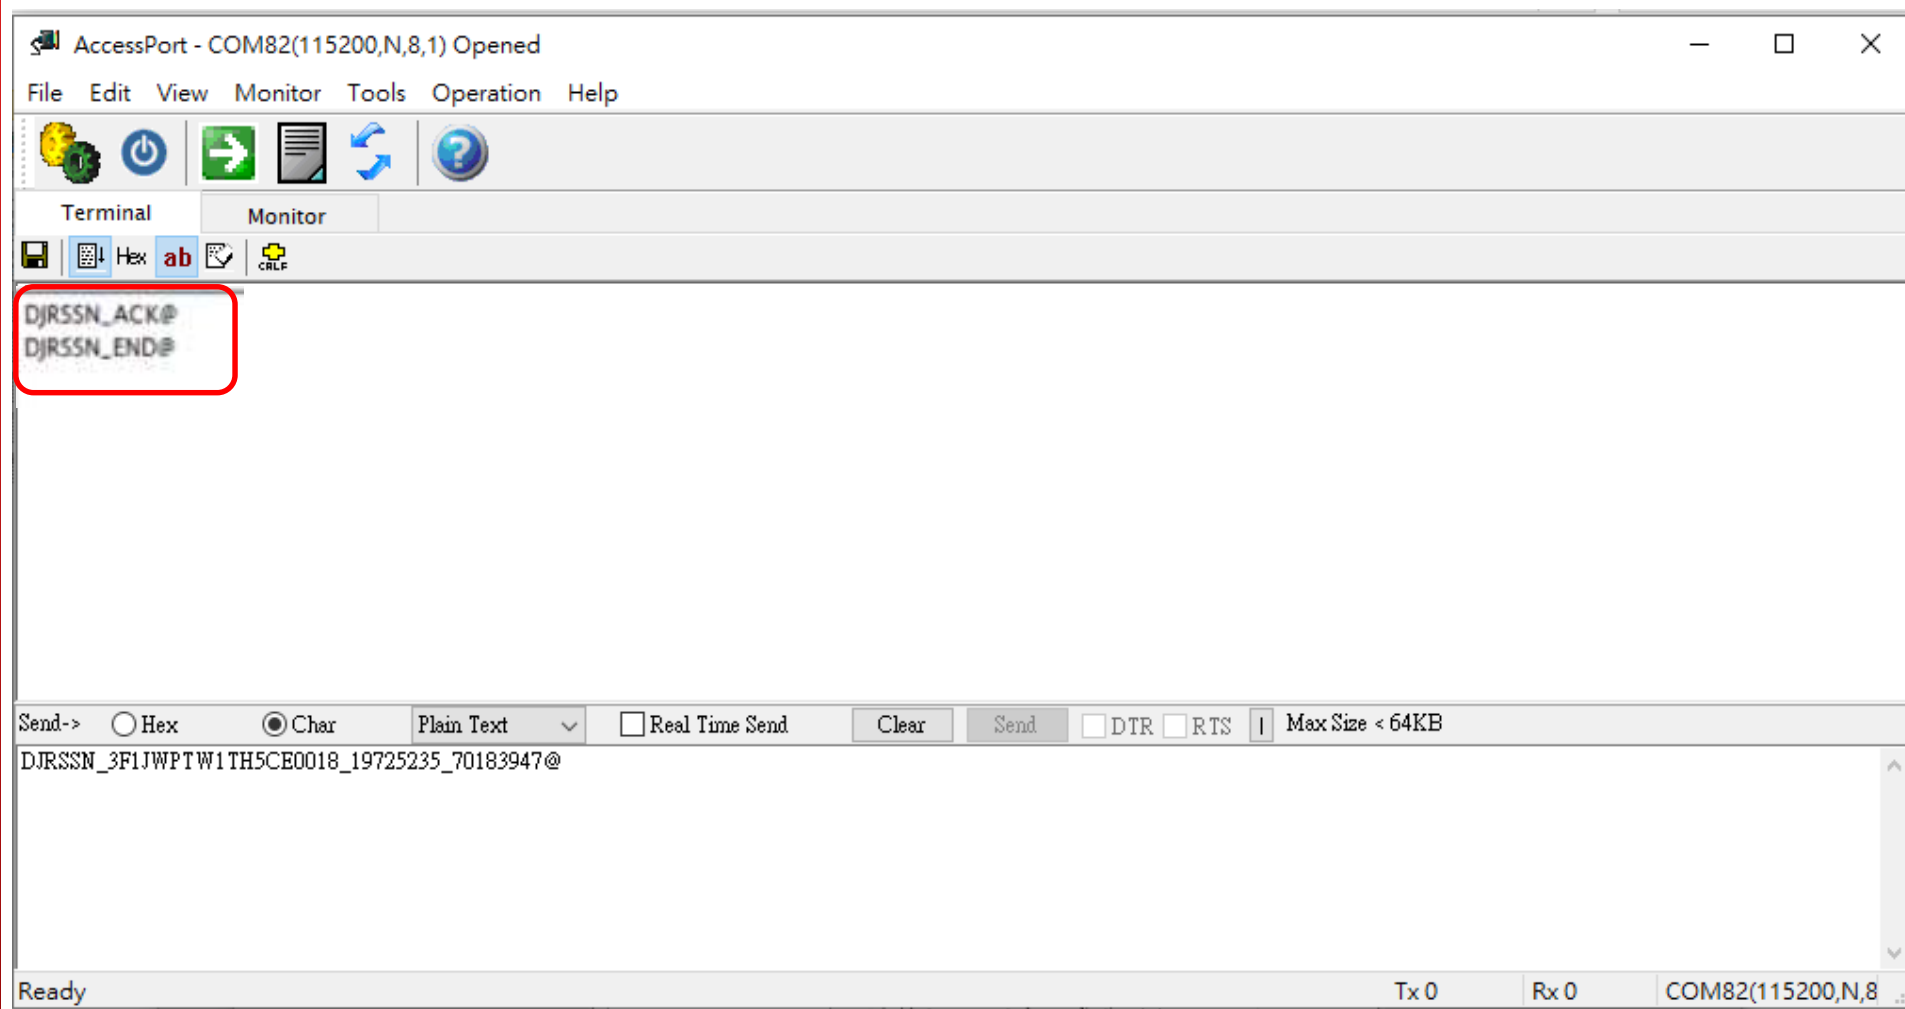 AccessPort - COM82(115200,N,8,1) Opened
File Edit View Monitor Tools Operation Help
Terminal Monitor
Hex ab CRLF
DJRSSN_ACK@
DJRSSN_END@
Send-> Hex Char Plain Text Real Time Send Clear Send DTR RTS Max Size < 64KB
DJRSSN_3F1JWPTW1TH5CE0018_19725235_70183947@
Ready Tx 0 Rx 0 COM82(115200,N,8